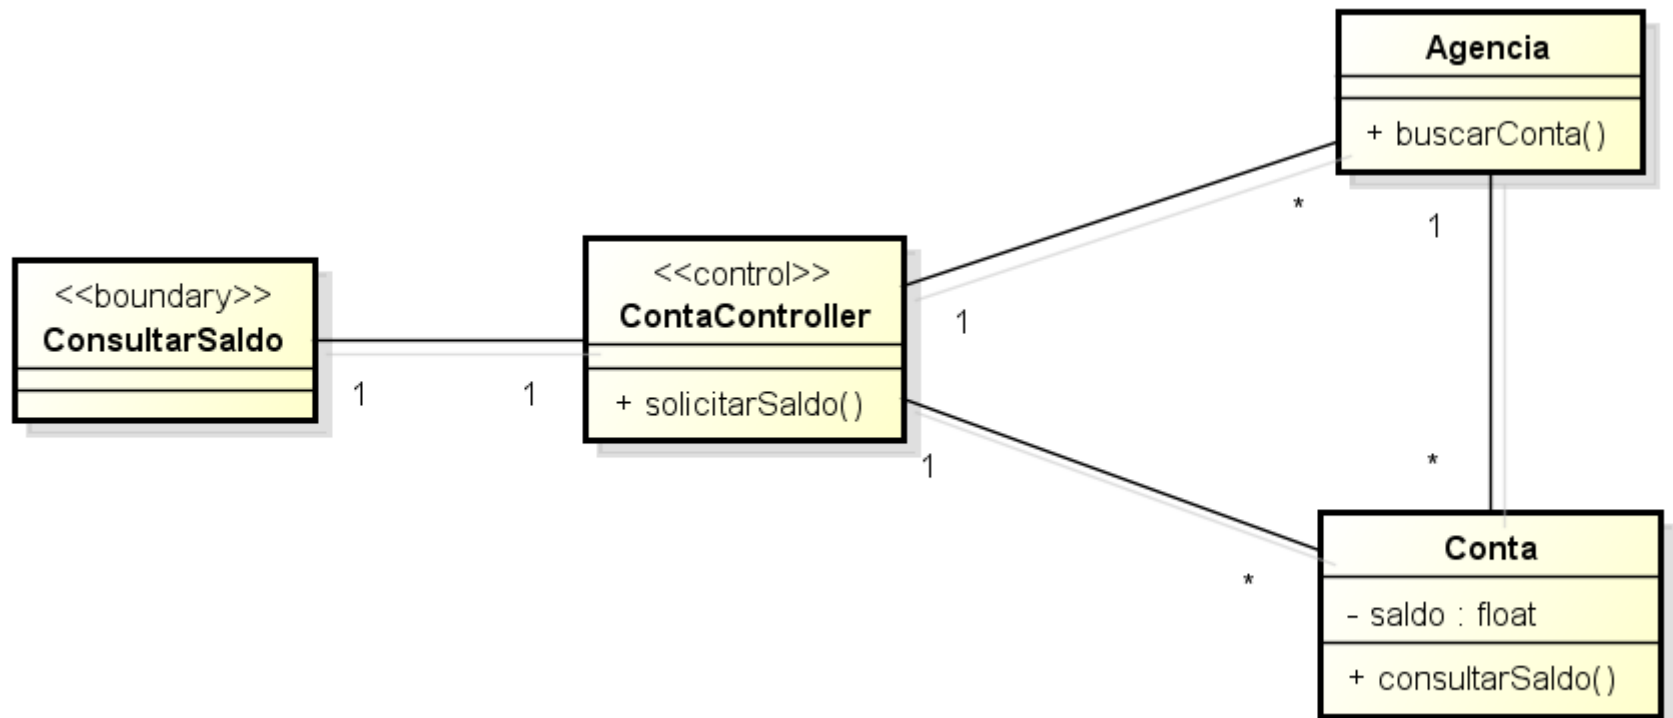 <<boundary>>
ConsultarSaldo
1
1
<<control>>
ContaController
+ solicitarSaldo()
1
*
1
*
Agencia
+ buscarConta()
1
*
Conta
- saldo : float
+ consultarSaldo()